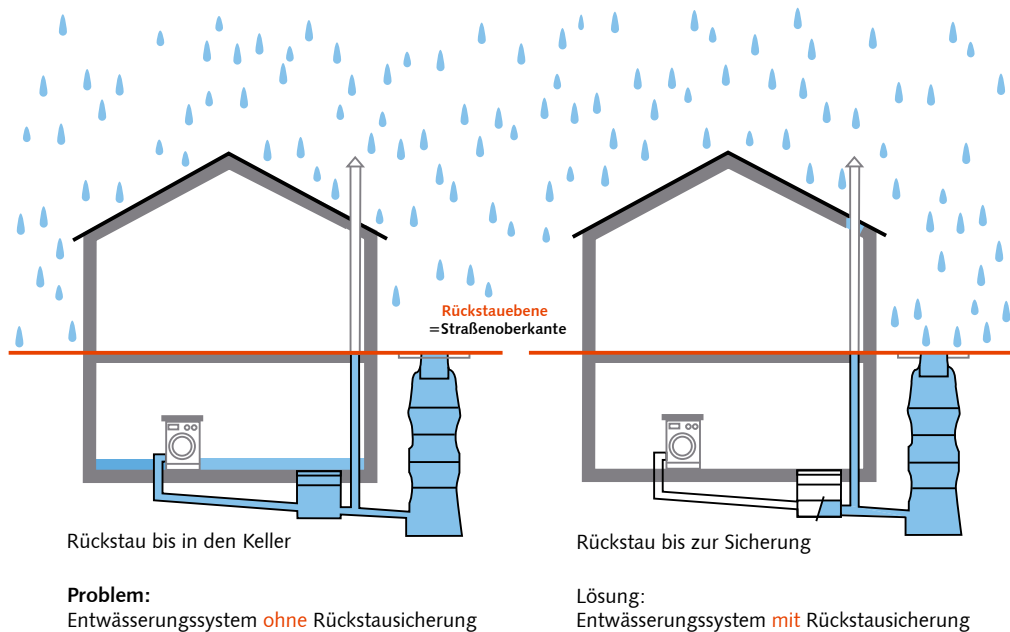 Rückstauebene
=Straßenoberkante
Rückstau bis in den Keller
Problem:
Entwässerungssystem ohne Rückstausicherung
Rückstau bis zur Sicherung
Lösung:
Entwässerungssystem mit Rückstausicherung